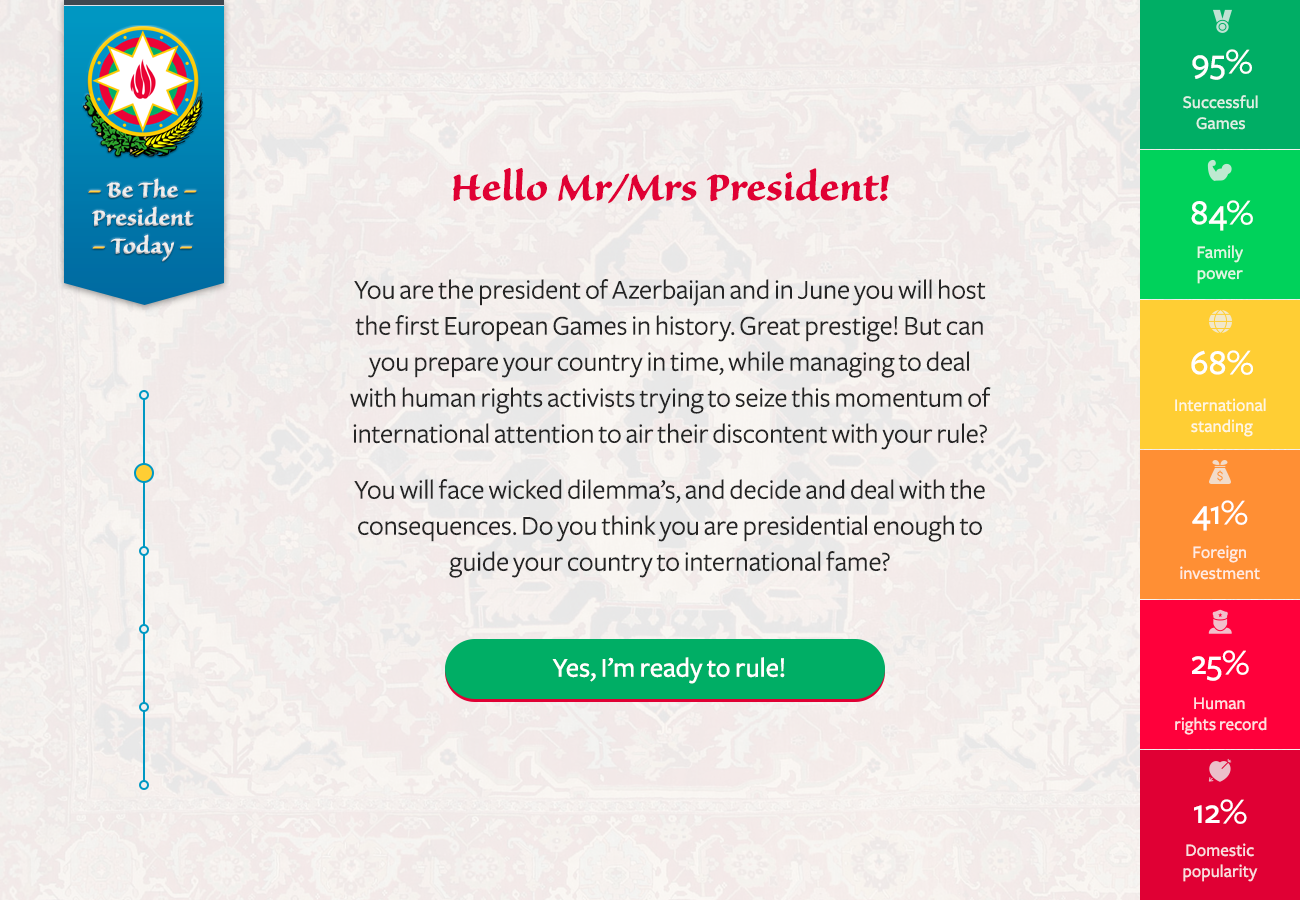 – Be The –
President
– Today –
Hello Mr/Mrs President!
You are the president of Azerbaijan and in June you will host
the first European Games in history. Great prestige! But can
you prepare your country in time, while managing to deal
with human rights activists trying to seize this momentum of
international attention to air their discontent with your rule?
You will face wicked dilemma’s, and decide and deal with the
consequences. Do you think you are presidential enough to
guide your country to international fame?
Yes, I’m ready to rule!
95%
Successful
Games
84%
Family
power
68%
International
standing
$
41%
Foreign
investment
25%
Human
rights record
12%
Domestic
popularity